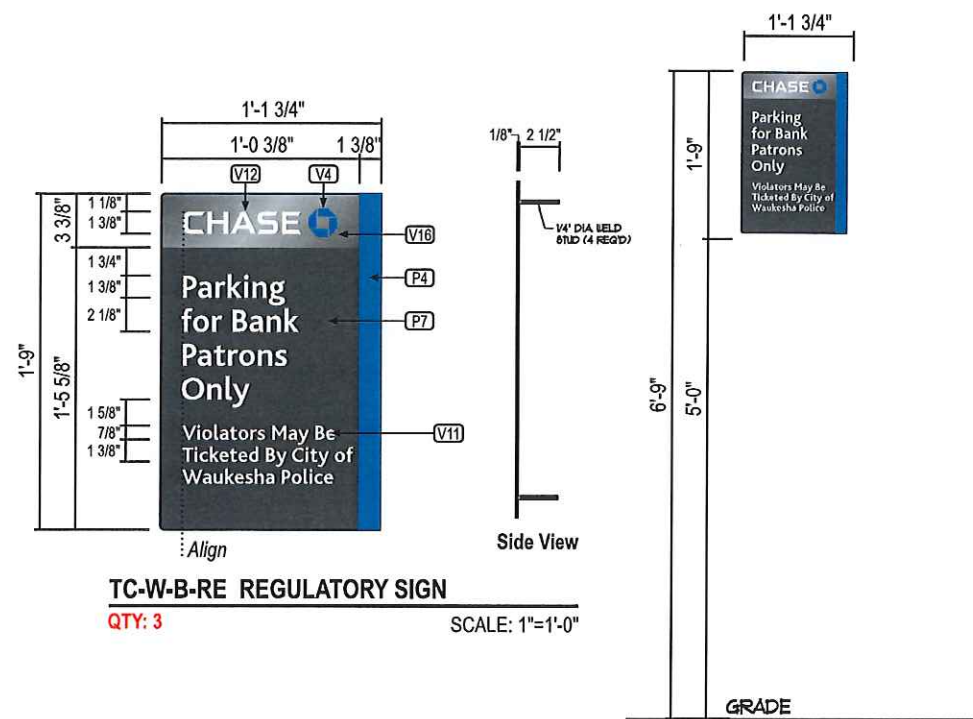 1'-1 3/4"
1'-0 3/8" 1 3/8"
V12 V4
3 3/8"
1 1/8"
1 3/8"
CHASE
V16
1'-9"
1'-5 5/8"
1 3/4"
1 3/8"
2 1/8"
Parking
for Bank
Patrons
Only
P4
P7
1 5/8"
7/8"
1 3/8"
Violators May Be
Ticketed By City of
Waukesha Police
V11
Align
1/8" 2 1/2"
1/4" DIA. WELD
STUD (4 REQ'D)
Side View
TC-W-B-RE REGULATORY SIGN
QTY: 3
SCALE: 1"=1'-0"
1'-1 3/4"
1'-9"
CHASE
Parking
for Bank
Patrons
Only
Violators May Be
Ticketed By City of
Waukesha Police
6'-9"
5'-0"
GRADE